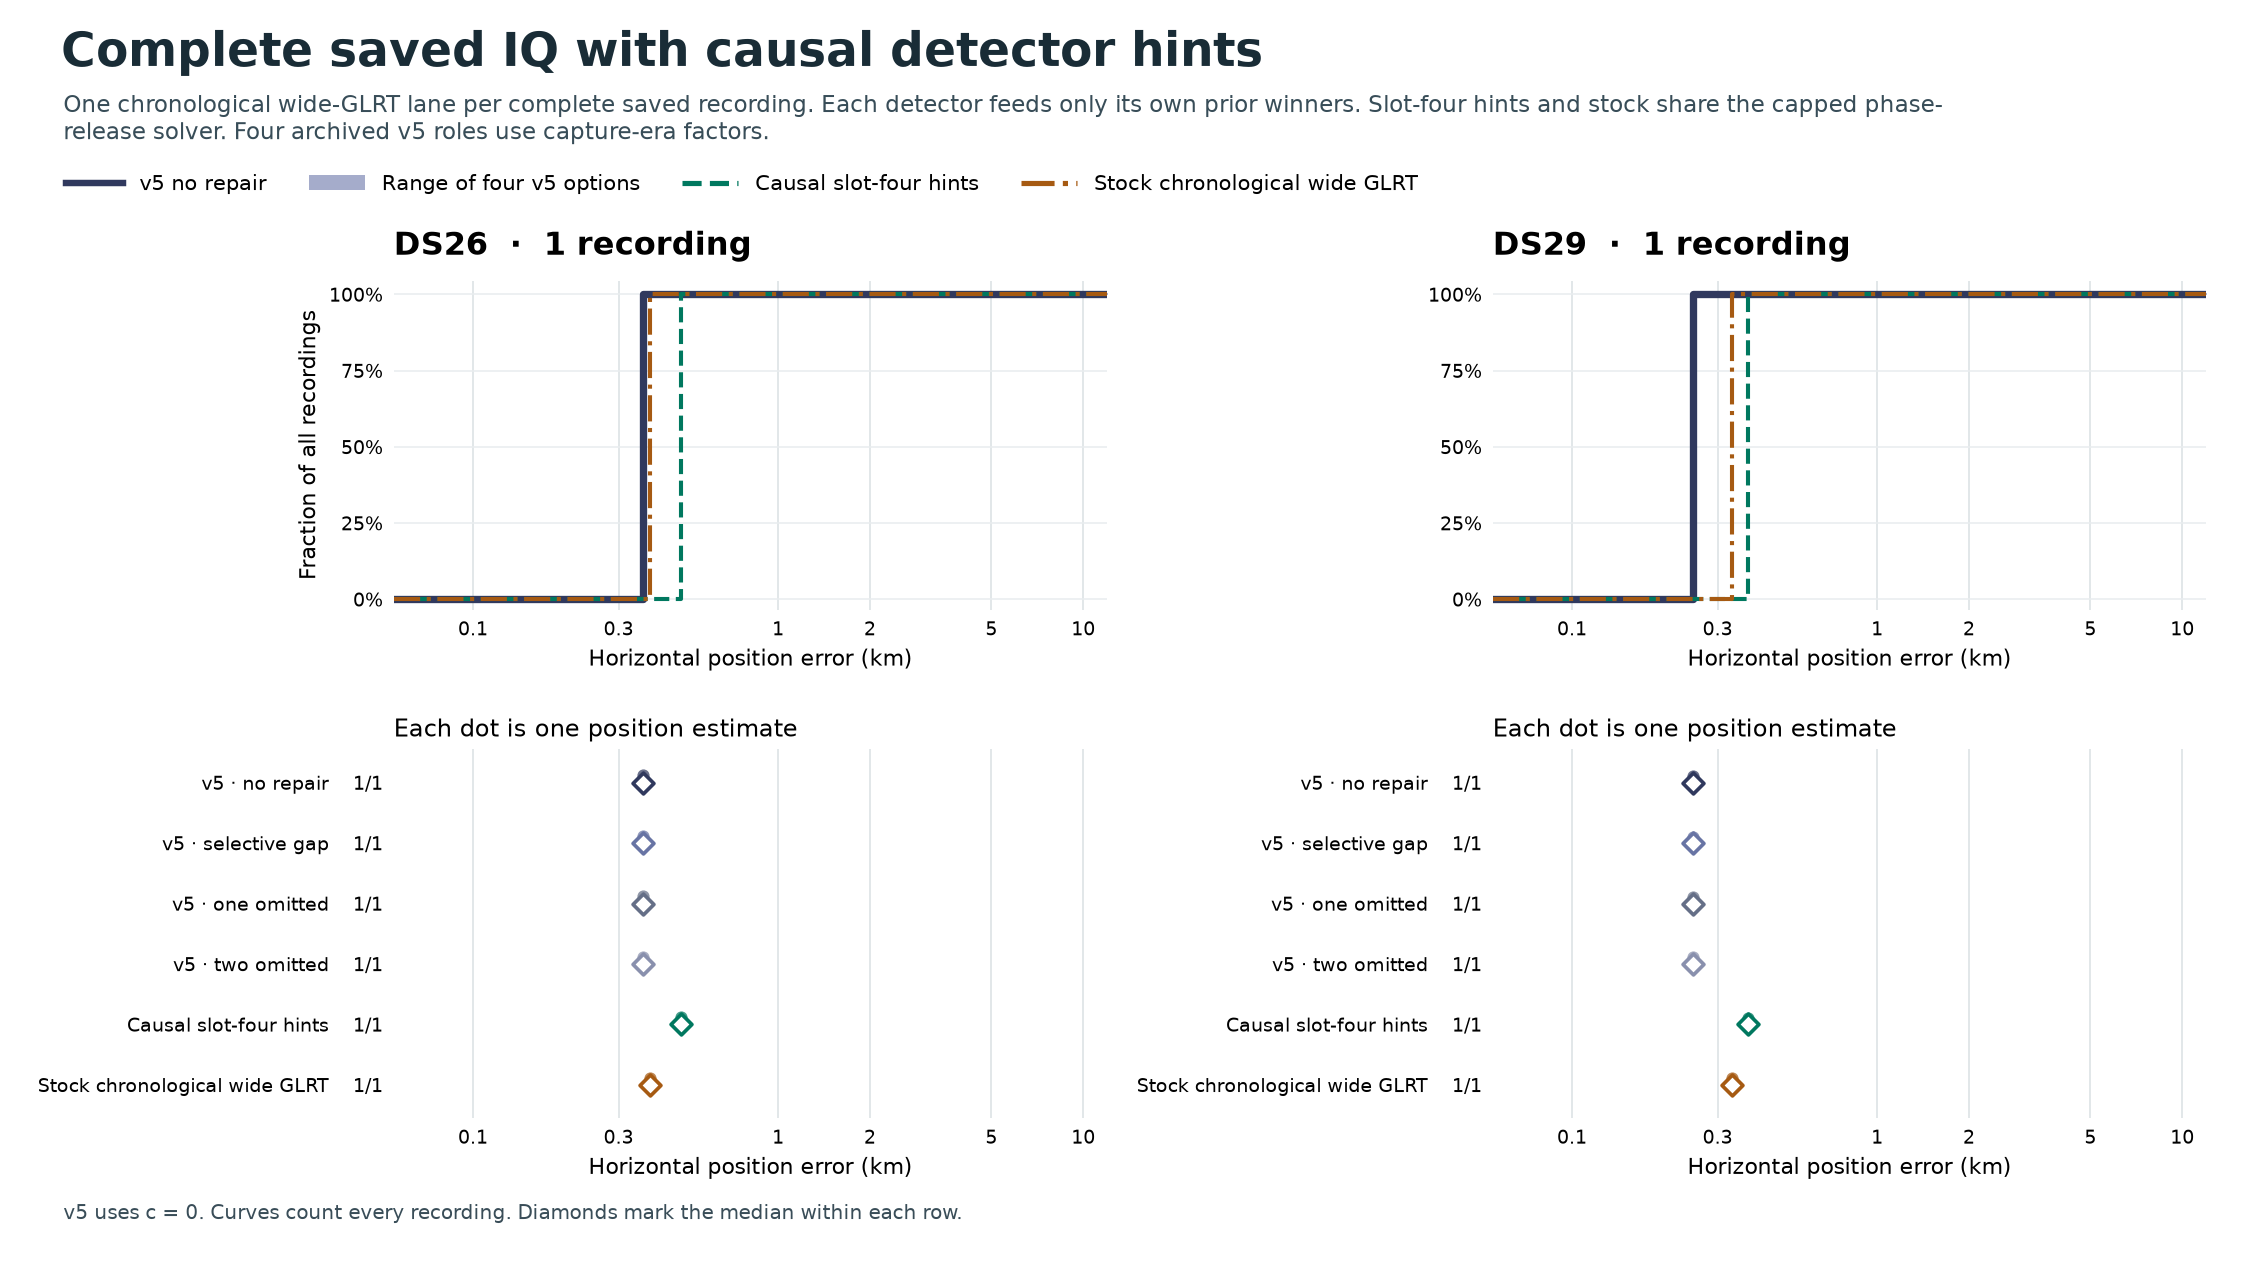 Complete saved IQ with causal detector hints
One chronological wide-GLRT lane per complete saved recording. Each detector feeds only its own prior winners. Slot-four hints and stock share the capped phase-
release solver. Four archived v5 roles use capture-era factors.
v5 no repair
Range of four v5 options
Causal slot-four hints
Stock chronological wide GLRT
DS26 · 1 recording
Fraction of all recordings
100%
75%
50%
25%
0%
0.1 0.3 1 2 5 10
Horizontal position error (km)
DS29 · 1 recording
100%
75%
50%
25%
0%
0.1 0.3 1 2 5 10
Horizontal position error (km)
Each dot is one position estimate
v5 · no repair 1/1
v5 · selective gap 1/1
v5 · one omitted 1/1
v5 · two omitted 1/1
Causal slot-four hints 1/1
Stock chronological wide GLRT 1/1
0.1 0.3 1 2 5 10
Horizontal position error (km)
Each dot is one position estimate
v5 · no repair 1/1
v5 · selective gap 1/1
v5 · one omitted 1/1
v5 · two omitted 1/1
Causal slot-four hints 1/1
Stock chronological wide GLRT 1/1
0.1 0.3 1 2 5 10
Horizontal position error (km)
v5 uses c = 0. Curves count every recording. Diamonds mark the median within each row.